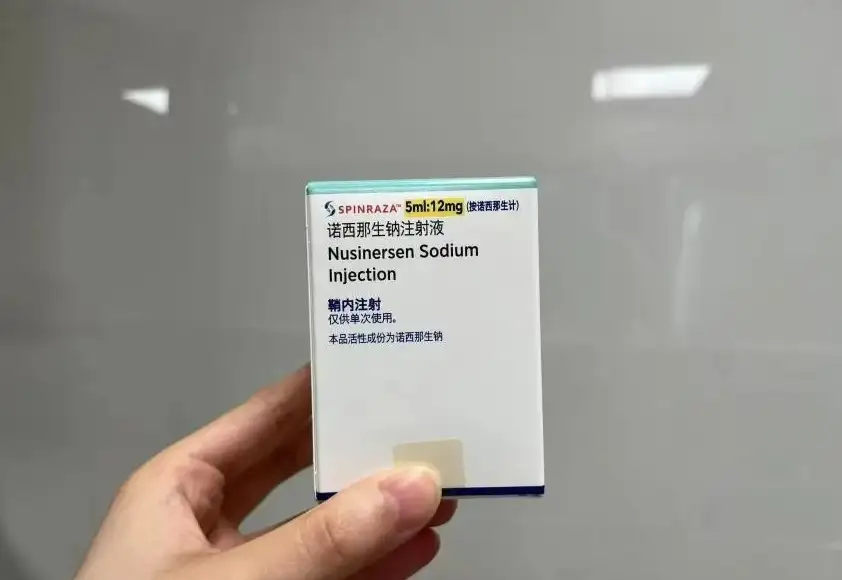 SPINRAZA™ 5ml:12mg (按诺西那生计)
诺西那生钠注射液
Nusinersen Sodium
Injection
鞘内注射
仅供单次使用。
本品活性成份为诺西那生钠